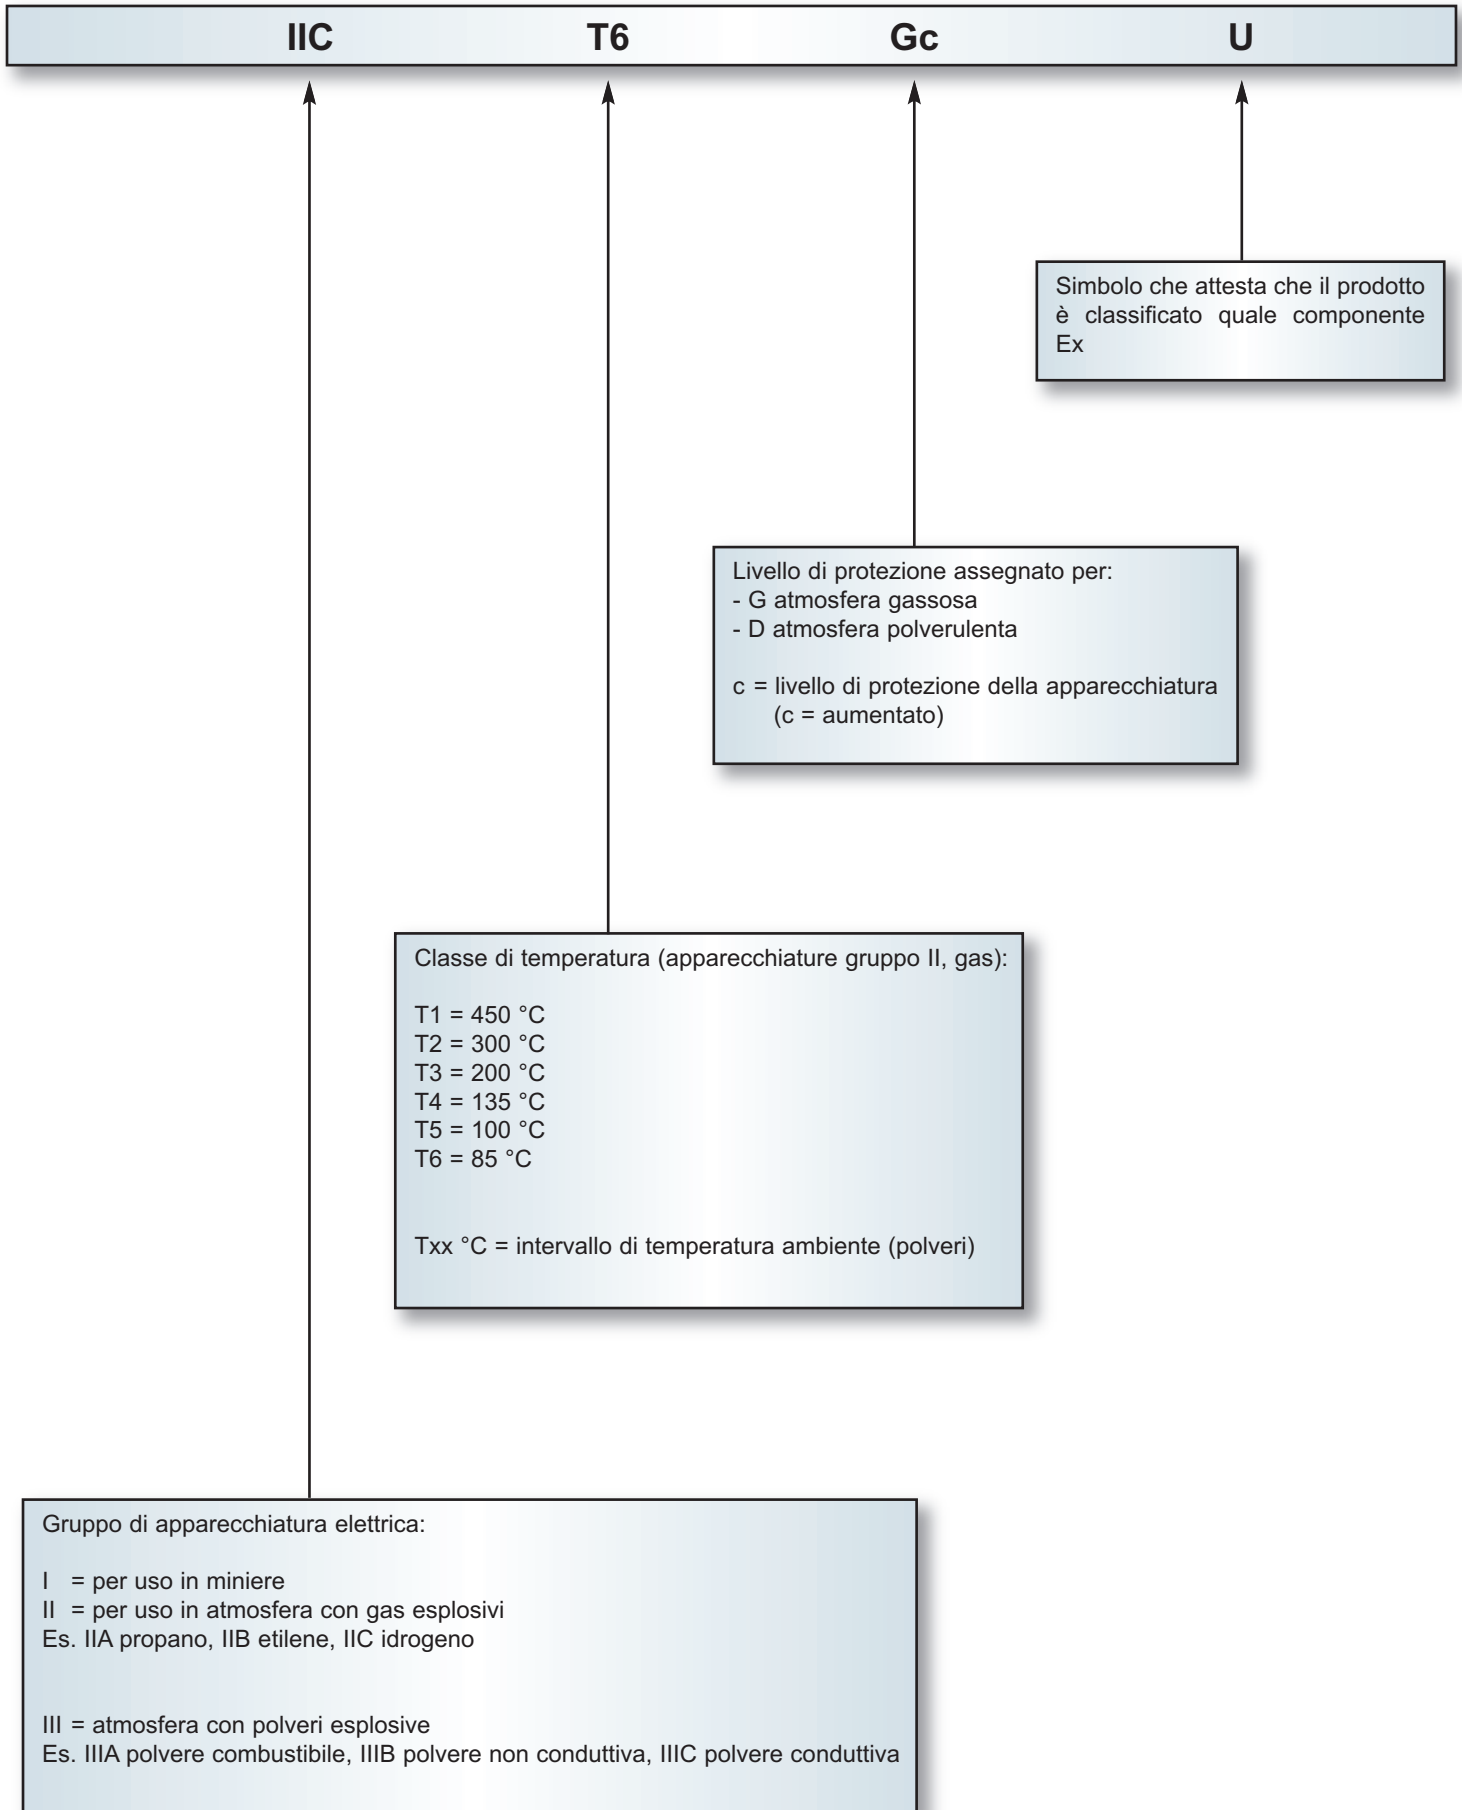 IIC T6 Gc U
Simbolo che attesta che il prodotto
è classificato quale componente
Ex
Livello di protezione assegnato per:
- G atmosfera gassosa
- D atmosfera polverulenta
c = livello di protezione della apparecchiatura
(c = aumentato)
Classe di temperatura (apparecchiature gruppo II, gas):
T1 = 450 °C
T2 = 300 °C
T3 = 200 °C
T4 = 135 °C
T5 = 100 °C
T6 = 85 °C
Txx °C = intervallo di temperatura ambiente (polveri)
Gruppo di apparecchiatura elettrica:
I = per uso in miniere
II = per uso in atmosfera con gas esplosivi
Es. IIA propano, IIB etilene, IIC idrogeno
III = atmosfera con polveri esplosive
Es. IIIA polvere combustibile, IIIB polvere non conduttiva, IIIC polvere conduttiva